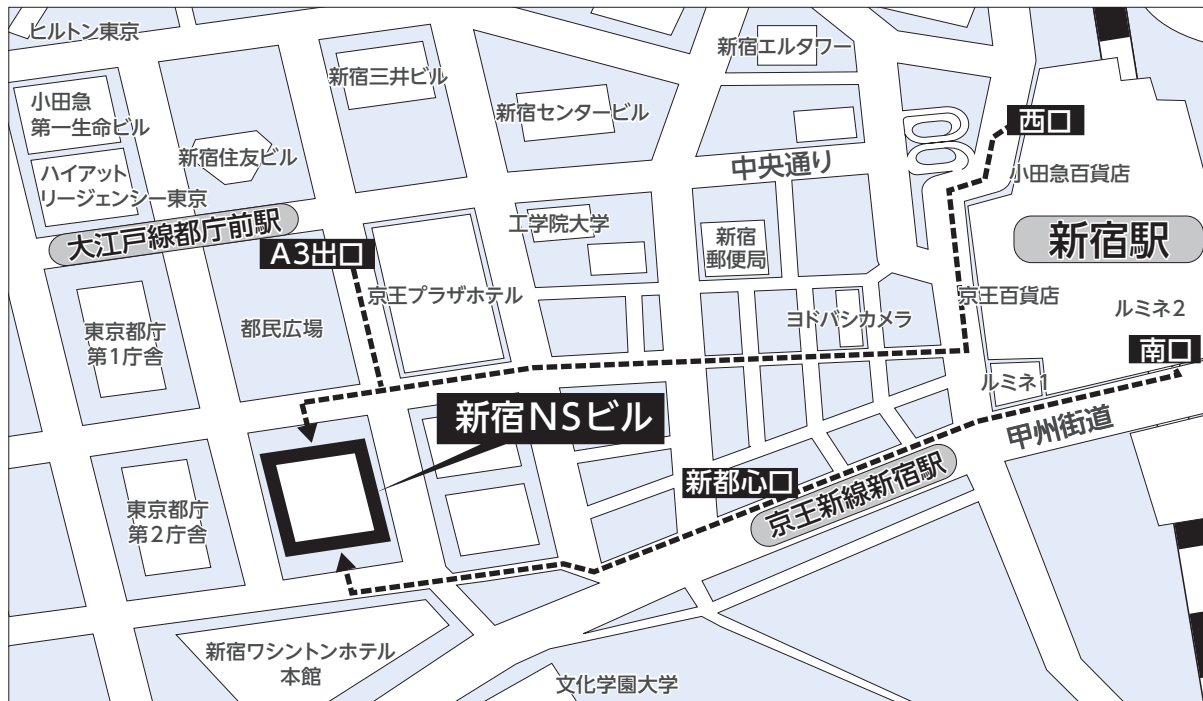 ヒルトン東京
新宿三井ビル
新宿エルタワー
小田急
第一生命ビル
新宿センタービル
西口
新宿住友ビル
中央通り
小田急百貨店
ハイアット
リージェンシー東京
大江戸線都庁前駅
A3出口
工学院大学
新宿
郵便局
新宿駅
京王プラザホテル
京王百貨店
ルミネ2
東京都庁
第1庁舎
都民広場
ヨドバシカメラ
南口
ルミネ1
新宿NSビル
甲州街道
新都心口
京王新線新宿駅
東京都庁
第2庁舎
新宿ワシントンホテル
本館
文化学園大学